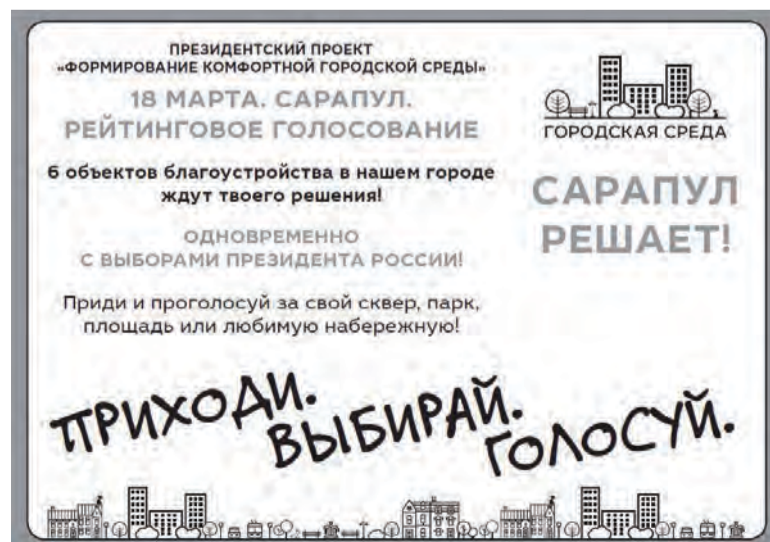 ПРЕЗИДЕНТСКИЙ ПРОЕКТ
«ФОРМИРОВАНИЕ КОМФОРТНОЙ ГОРОДСКОЙ СРЕДЫ»
18 МАРТА. САРАПУЛ.
РЕЙТИНГОВОЕ ГОЛОСОВАНИЕ
6 объектов благоустройства в нашем городе
ждут твоего решения!
ОДНОВРЕМЕННО
С ВЫБОРАМИ ПРЕЗИДЕНТА РОССИИ!
Приди и проголосуй за свой сквер, парк,
площадь или любимую набережную!
ГОРОДСКАЯ СРЕДА
САРАПУЛ
РЕШАЕТ!
ПРИХОДИ.
ВЫБИРАЙ.
ГОЛОСУЙ.